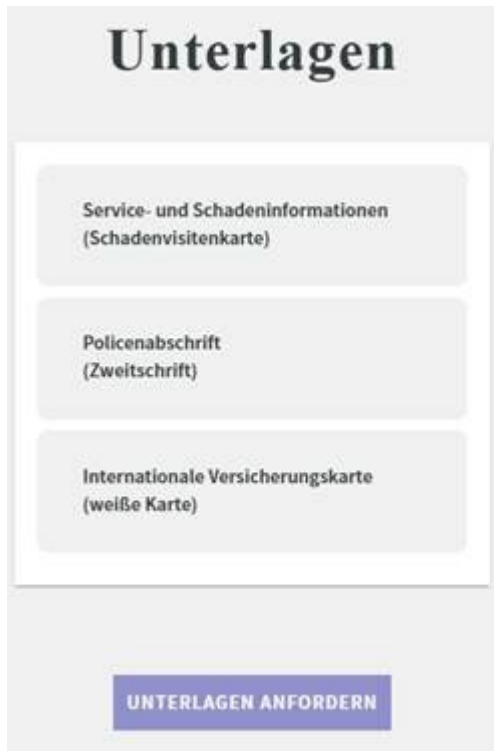 Unterlagen
Service- und Schadeninformationen
(Schadenvisitenkarte)
Policenabschrift
(Zweitschrift)
Internationale Versicherungskarte
(weiße Karte)
UNTERLAGEN ANFORDERN